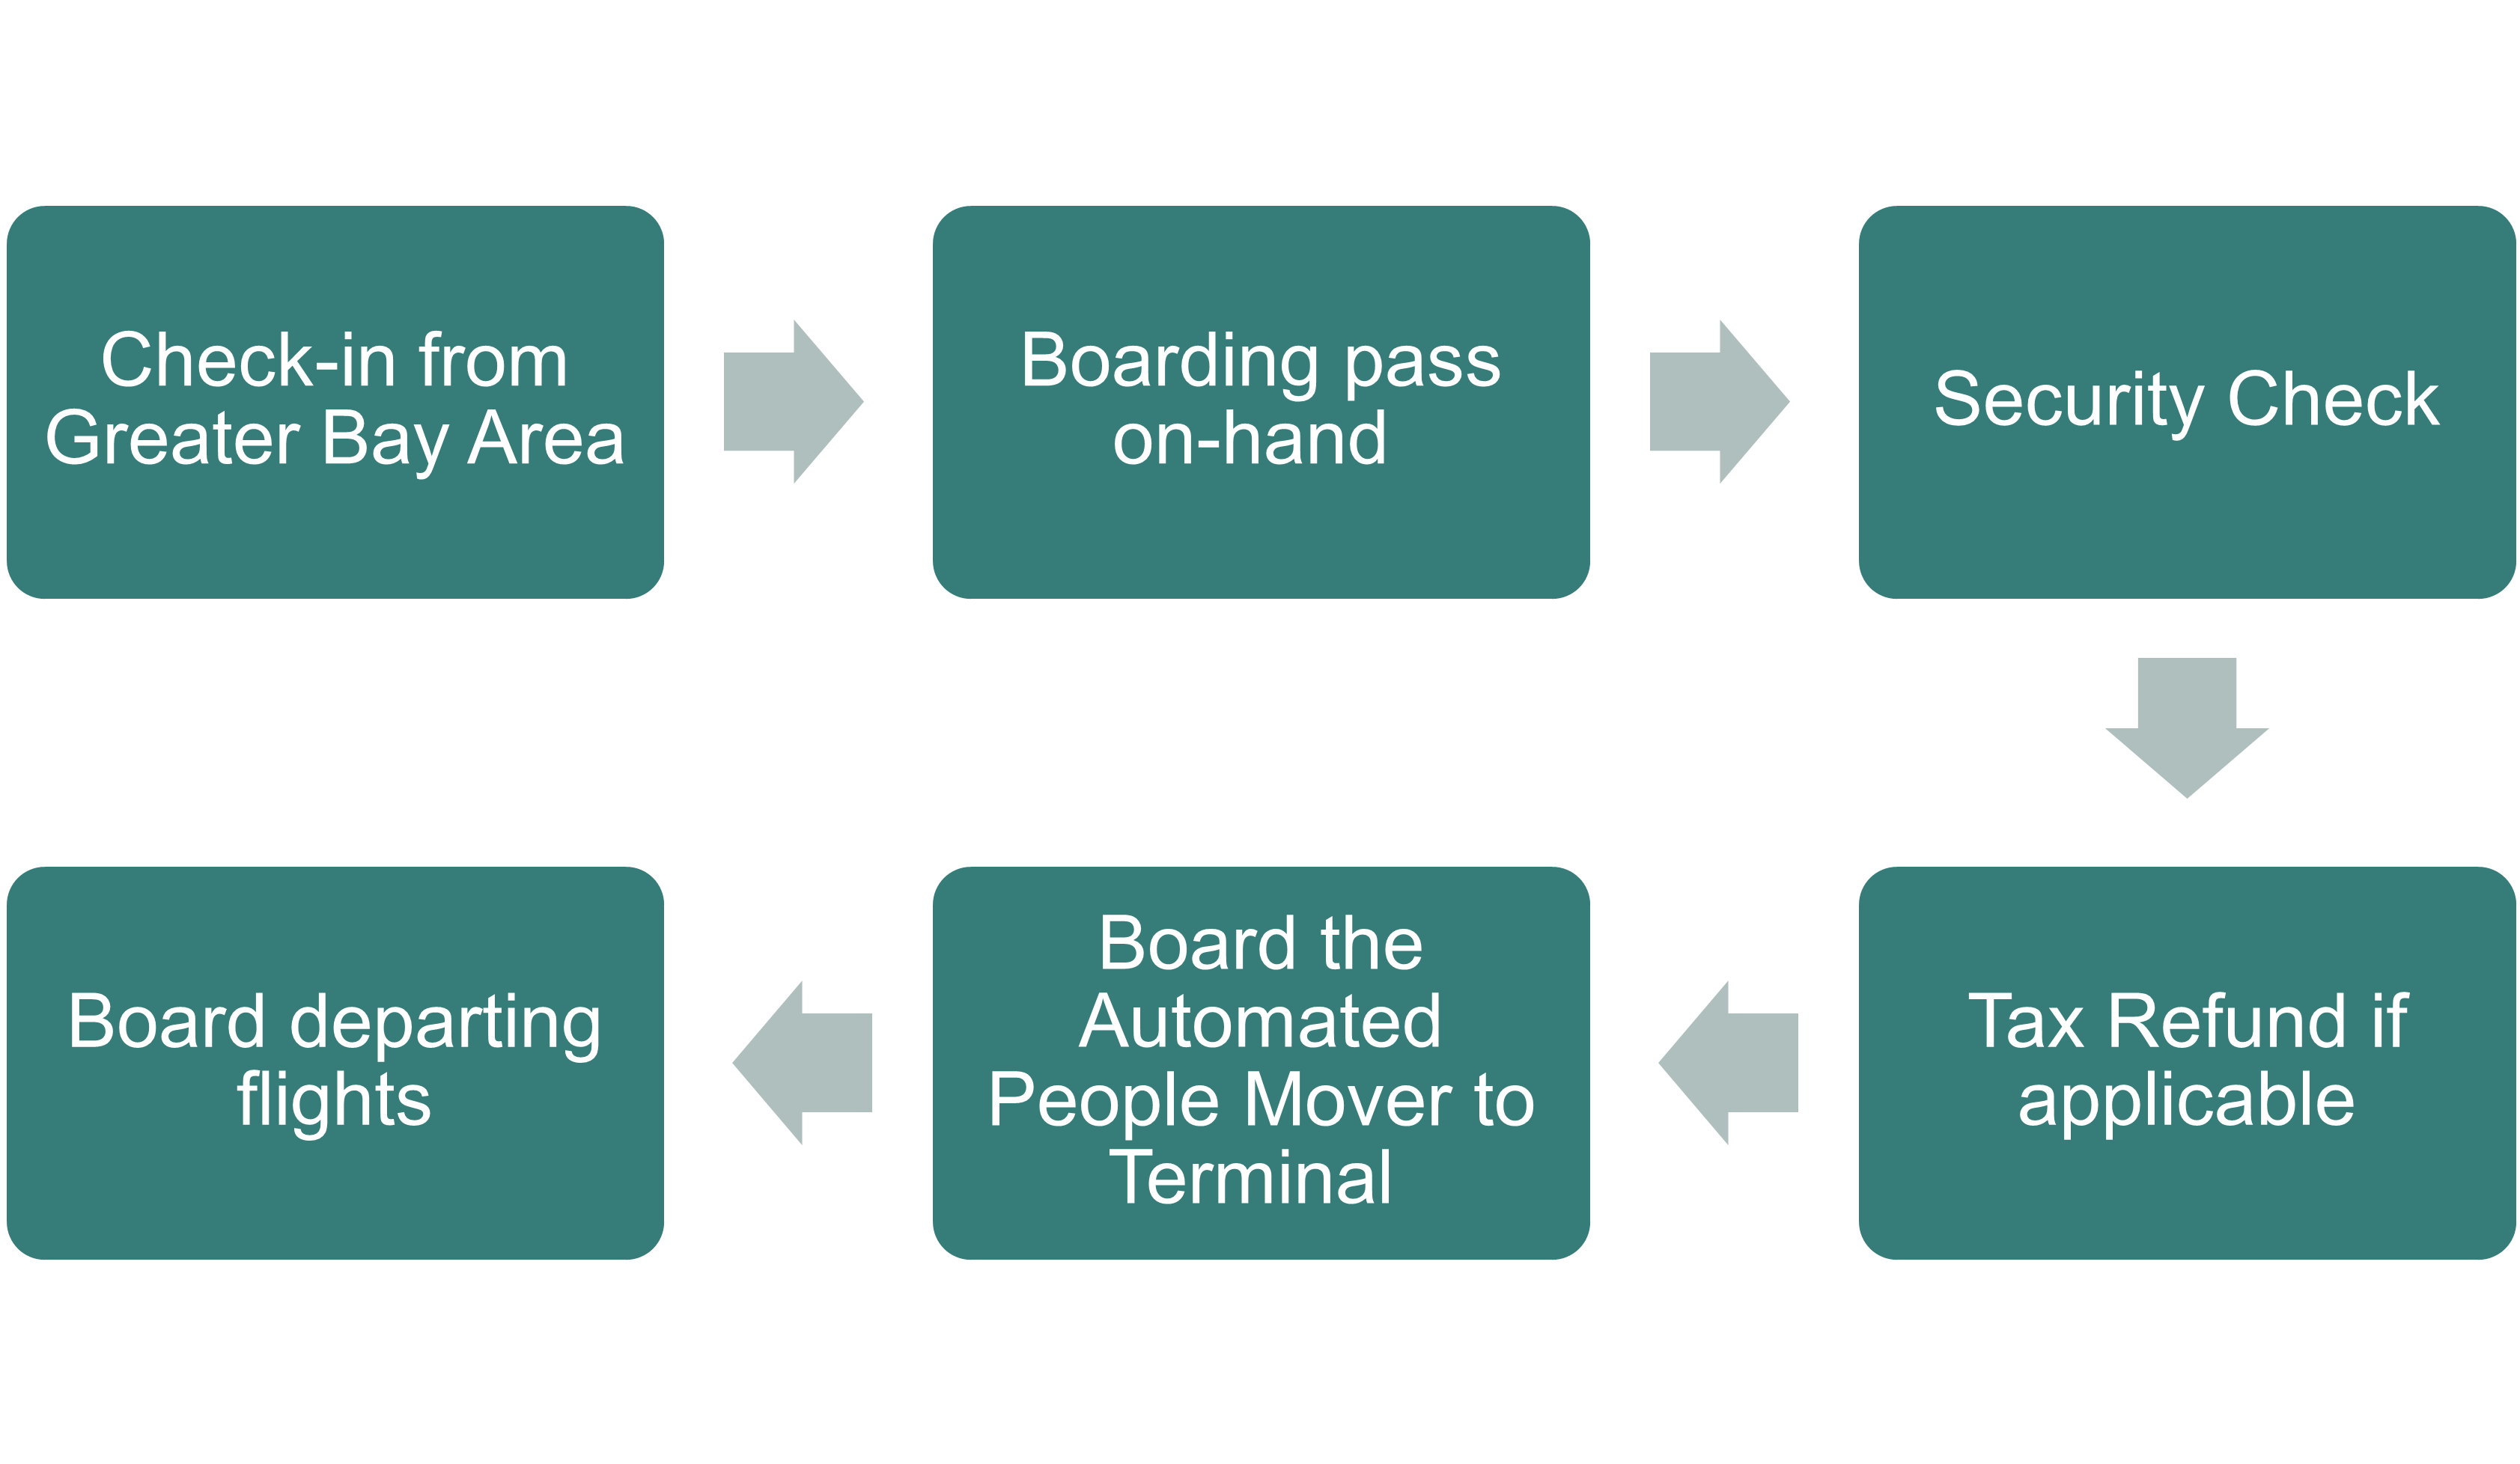 Check-in from
Greater Bay Area
Boarding pass
on-hand
Security Check
Tax Refund if
applicable
Board the
Automated
People Mover to
Terminal
Board departing
flights